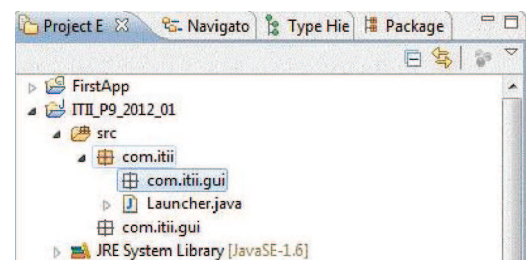 Project E Navigato Type Hie Package
FirstApp
ITII_P9_2012_01
src
com.itii
com.itii.gui
Launcher.java
com.itii.gui
JRE System Library [JavaSE-1.6]